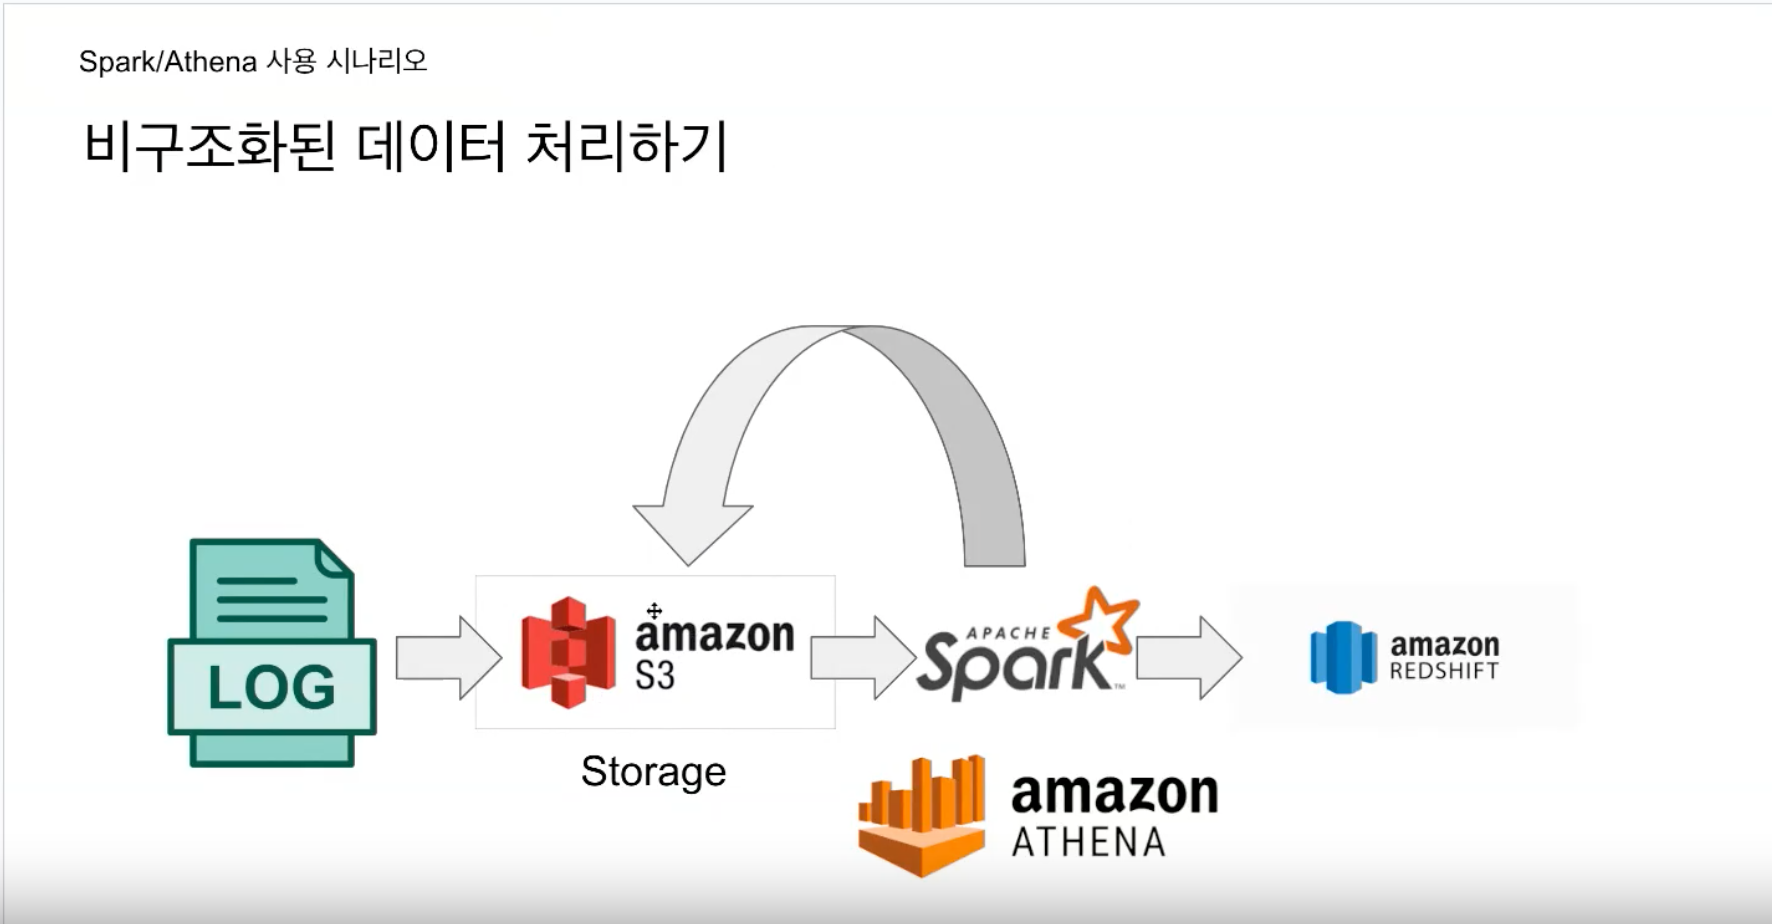 Spark/Athena 사용 시나리오
비구조화된 데이터 처리하기
LOG
amazon
S3
Storage
APACHE
Spark™
amazon
REDSHIFT
amazon
ATHENA